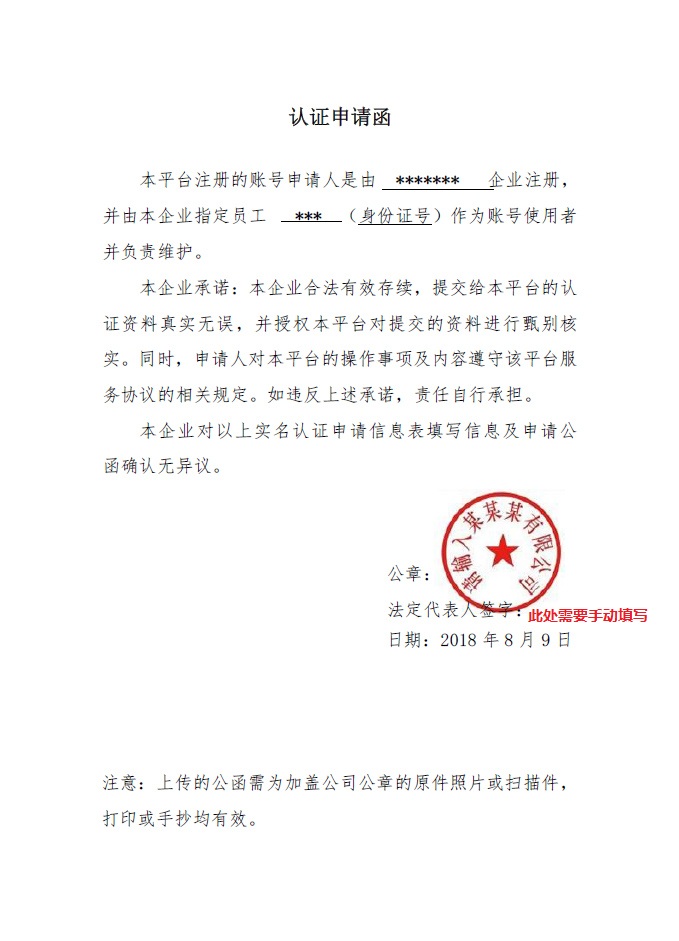 认证申请函
本平台注册的账号申请人是由 ******* 企业注册，
并由本企业指定员工 *** （身份证号）作为账号使用者
并负责维护。
本企业承诺：本企业合法有效存续，提交给本平台的认
证资料真实无误，并授权本平台对提交的资料进行甄别核
实。同时，申请人对本平台的操作事项及内容遵守该平台服
务协议的相关规定。如违反上述承诺，责任自行承担。
本企业对以上实名认证申请信息表填写信息及申请公
函确认无异议。
请输入某某某有限公司
公章：
法定代表人签字：此处需要手动填写
日期：2018 年 8 月 9 日
注意：上传的公函需为加盖公司公章的原件照片或扫描件，
打印或手抄均有效。